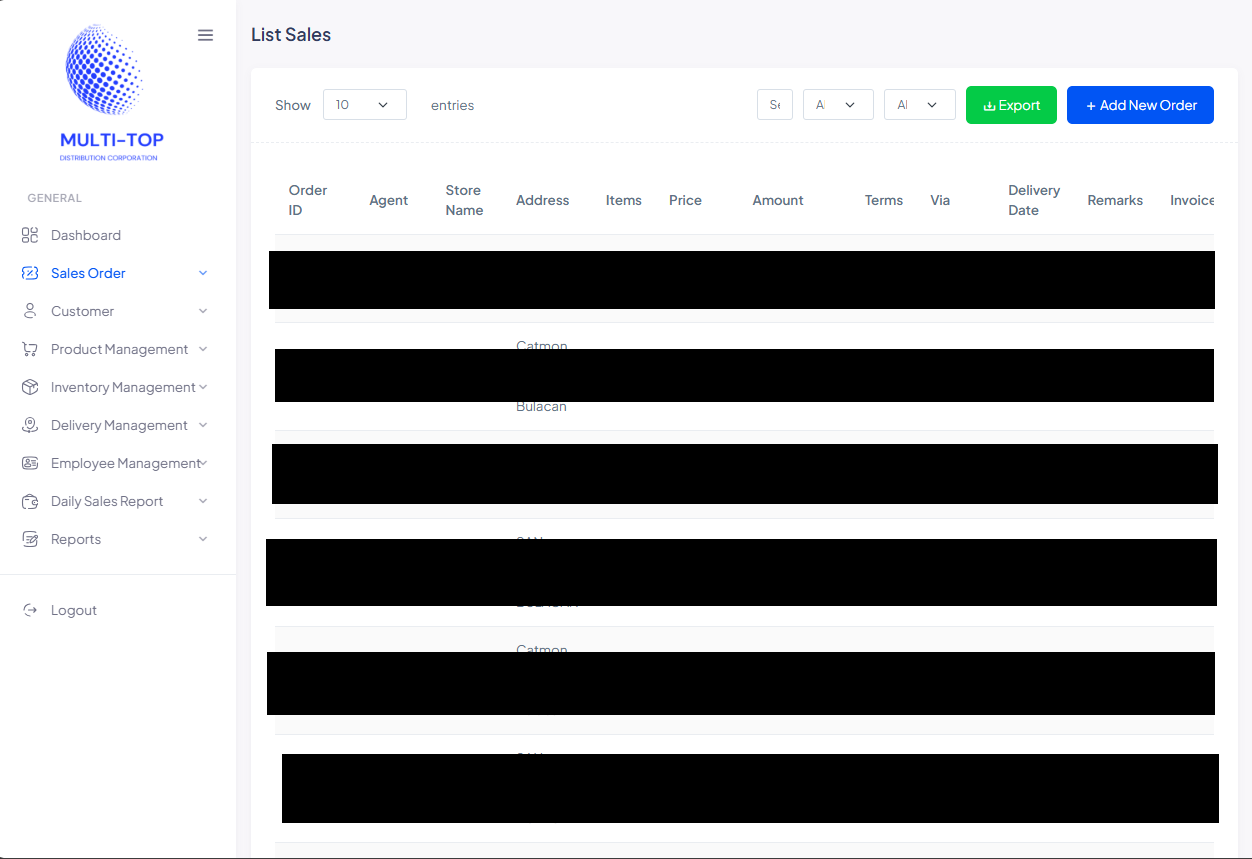 List Sales
MULTI-TOP
DISTRIBUTION CORPORATION
GENERAL
Dashboard
Sales Order
Customer
Product Management
Inventory Management
Delivery Management
Employee Management
Daily Sales Report
Reports
Logout
Show 10 entries
Export
+ Add New Order
Order ID
Agent
Store Name
Address
Items
Price
Amount
Terms
Via
Delivery Date
Remarks
Invoice
Catmon
Bulacan
Catmon